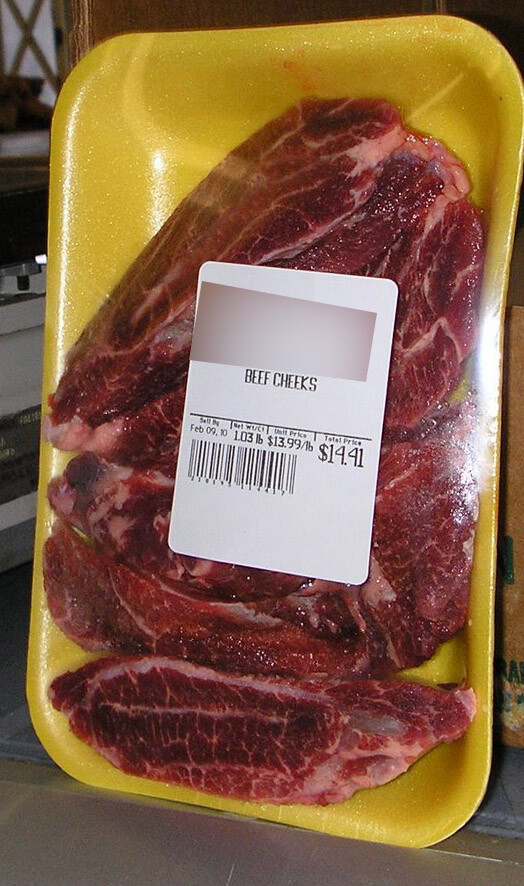 BEEF CHEEKS
Sell By Net Wt/Ct Unit Price Total Price
Feb 09, 10 1.03 lb $13.99/lb $14.41